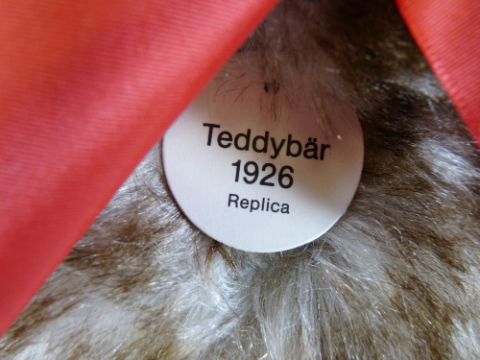 Teddybär
1926
Replica